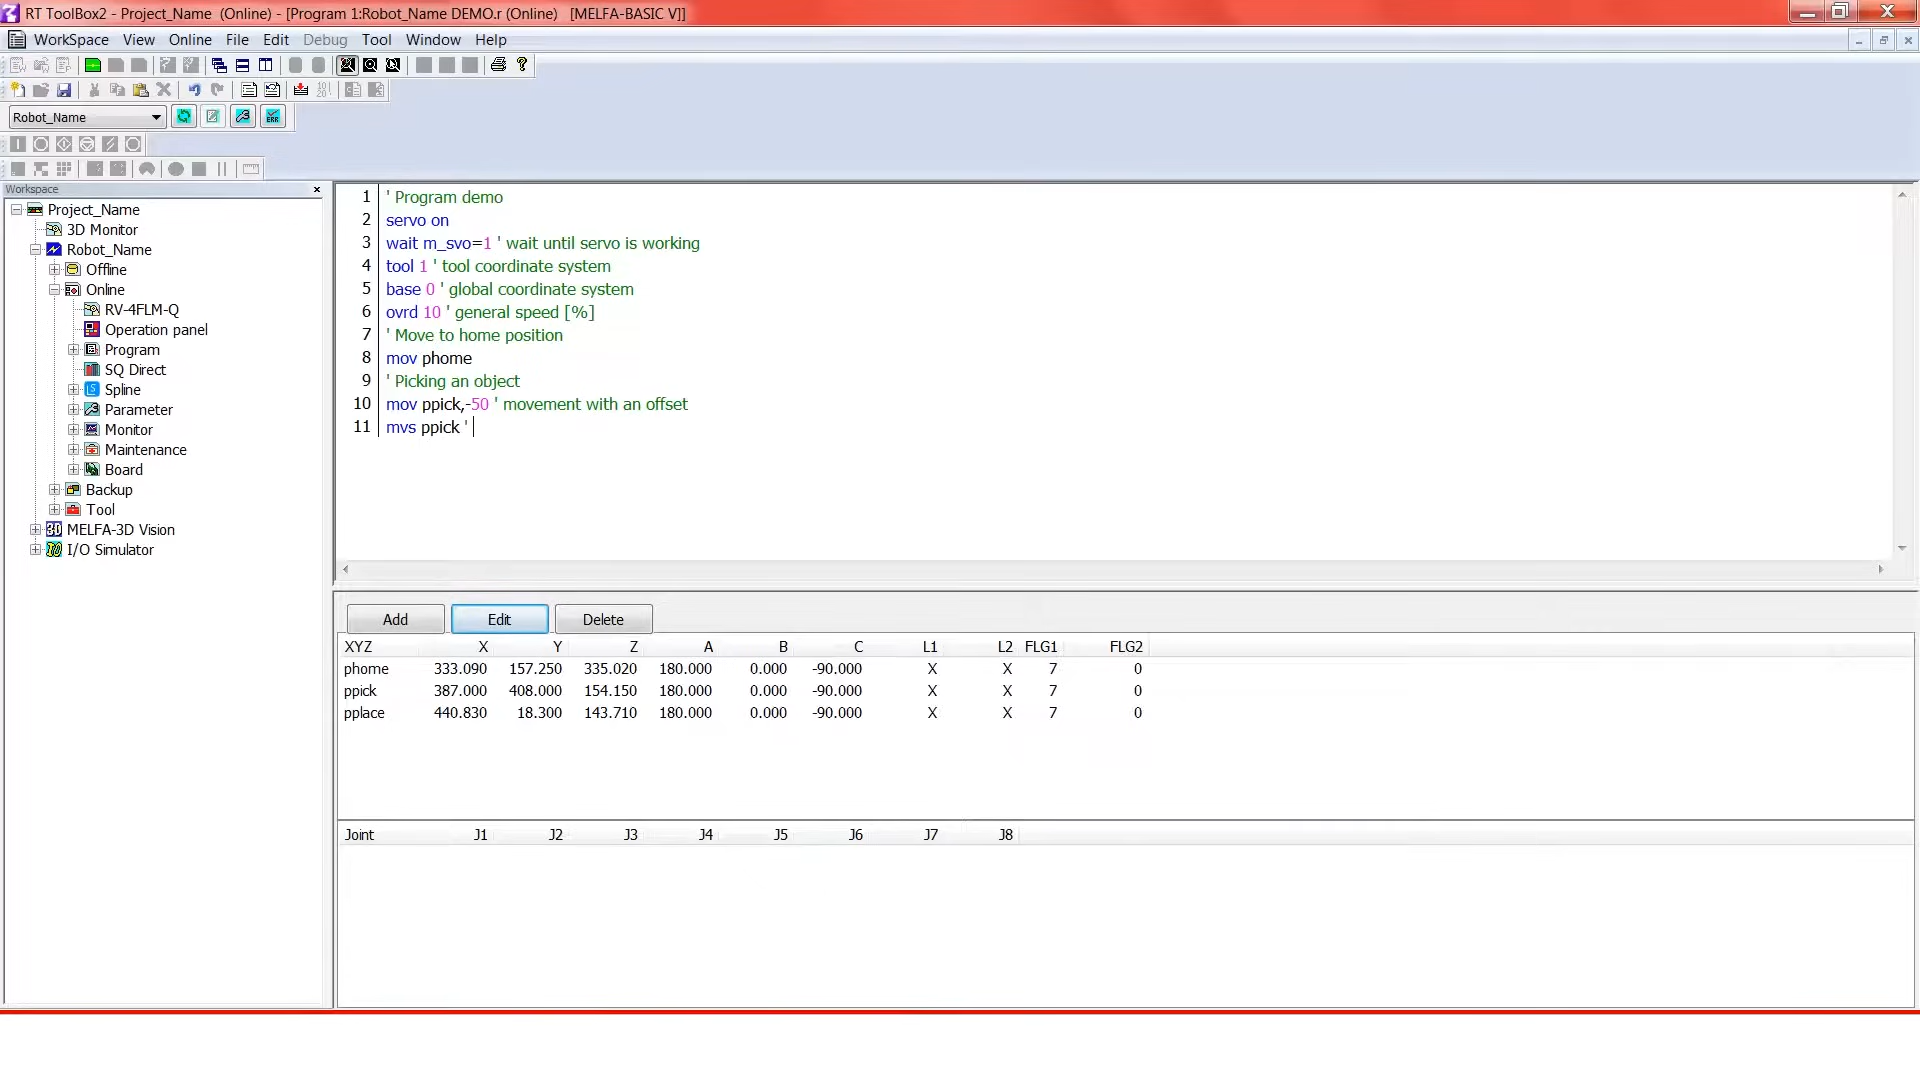 RT ToolBox2 - Project_Name (Online) - [Program 1:Robot_Name DEMO.r (Online) [MELFA-BASIC V]]
WorkSpace View Online File Edit Debug Tool Window Help
Robot_Name
ERR
Workspace
Project_Name
3D Monitor
Robot_Name
Offline
Online
RV-4FLM-Q
Operation panel
Program
SQ Direct
Spline
Parameter
Monitor
Maintenance
Board
Backup
Tool
MELFA-3D Vision
I/O Simulator
1 ' Program demo
2 servo on
3 wait m_svo=1 ' wait until servo is working
4 tool 1 ' tool coordinate system
5 base 0 ' global coordinate system
6 ovrd 10 ' general speed [%]
7 ' Move to home position
8 mov phome
9 ' Picking an object
10 mov ppick,-50 ' movement with an offset
11 mvs ppick '
Add Edit Delete
XYZ X Y Z A B C L1 L2 FLG1 FLG2
phome 333.090 157.250 335.020 180.000 0.000 -90.000 X X 7 0
ppick 387.000 408.000 154.150 180.000 0.000 -90.000 X X 7 0
pplace 440.830 18.300 143.710 180.000 0.000 -90.000 X X 7 0
Joint J1 J2 J3 J4 J5 J6 J7 J8